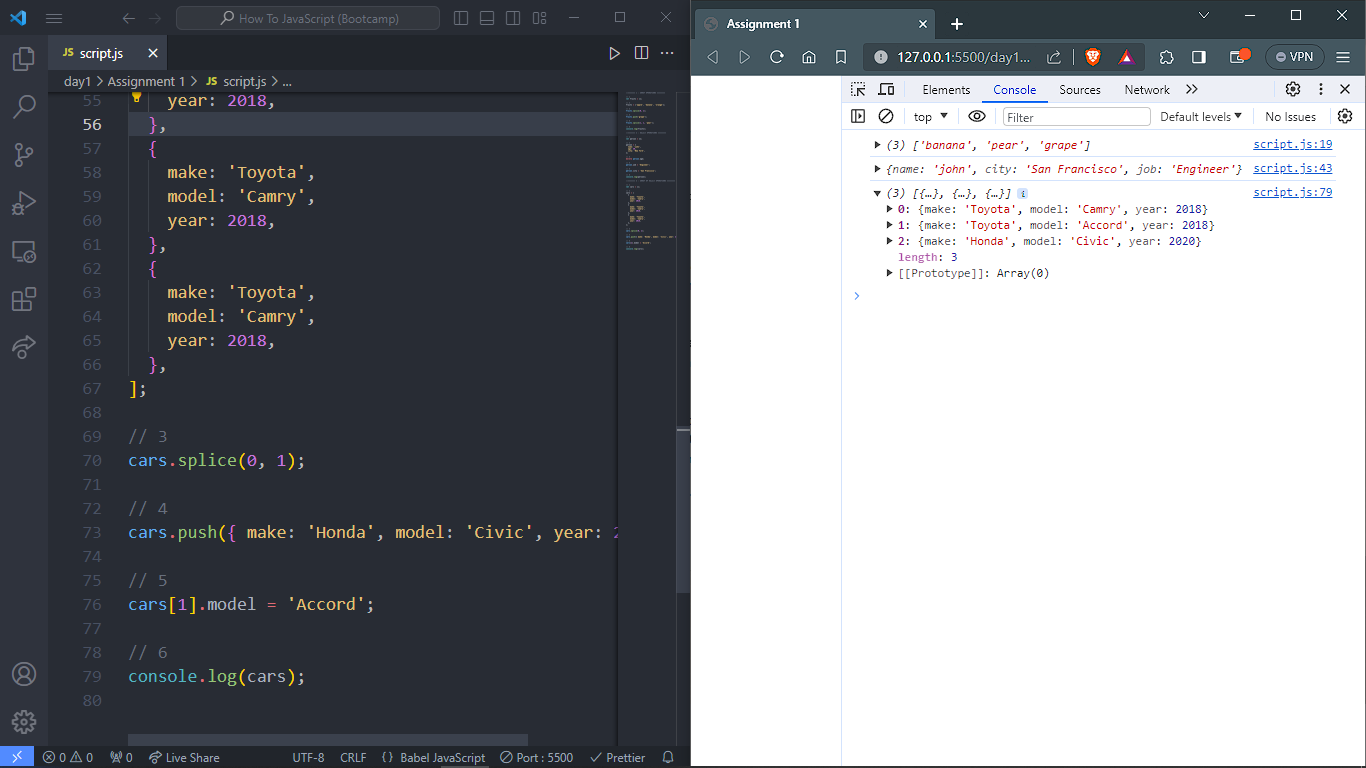 How To JavaScript (Bootcamp)
JS script.js
day1 > Assignment 1 > JS script.js > ...
55 year: 2018,
56 },
57 {
58 make: 'Toyota',
59 model: 'Camry',
60 year: 2018,
61 },
62 {
63 make: 'Toyota',
64 model: 'Camry',
65 year: 2018,
66 },
67 ];
68
69 // 3
70 cars.splice(0, 1);
71
72 // 4
73 cars.push({ make: 'Honda', model: 'Civic', year: 2
74
75 // 5
76 cars[1].model = 'Accord';
77
78 // 6
79 console.log(cars);
80
0 0 0 Live Share UTF-8 CRLF {} Babel JavaScript Port : 5500 Prettier
Assignment 1
127.0.0.1:5500/day1... VPN
Elements Console Sources Network
top Filter Default levels No Issues
(3) ['banana', 'pear', 'grape'] script.js:19
{name: 'john', city: 'San Francisco', job: 'Engineer'} script.js:43
(3) [{…}, {…}, {…}] i script.js:79
0: {make: 'Toyota', model: 'Camry', year: 2018}
1: {make: 'Toyota', model: 'Accord', year: 2018}
2: {make: 'Honda', model: 'Civic', year: 2020}
length: 3
[[Prototype]]: Array(0)